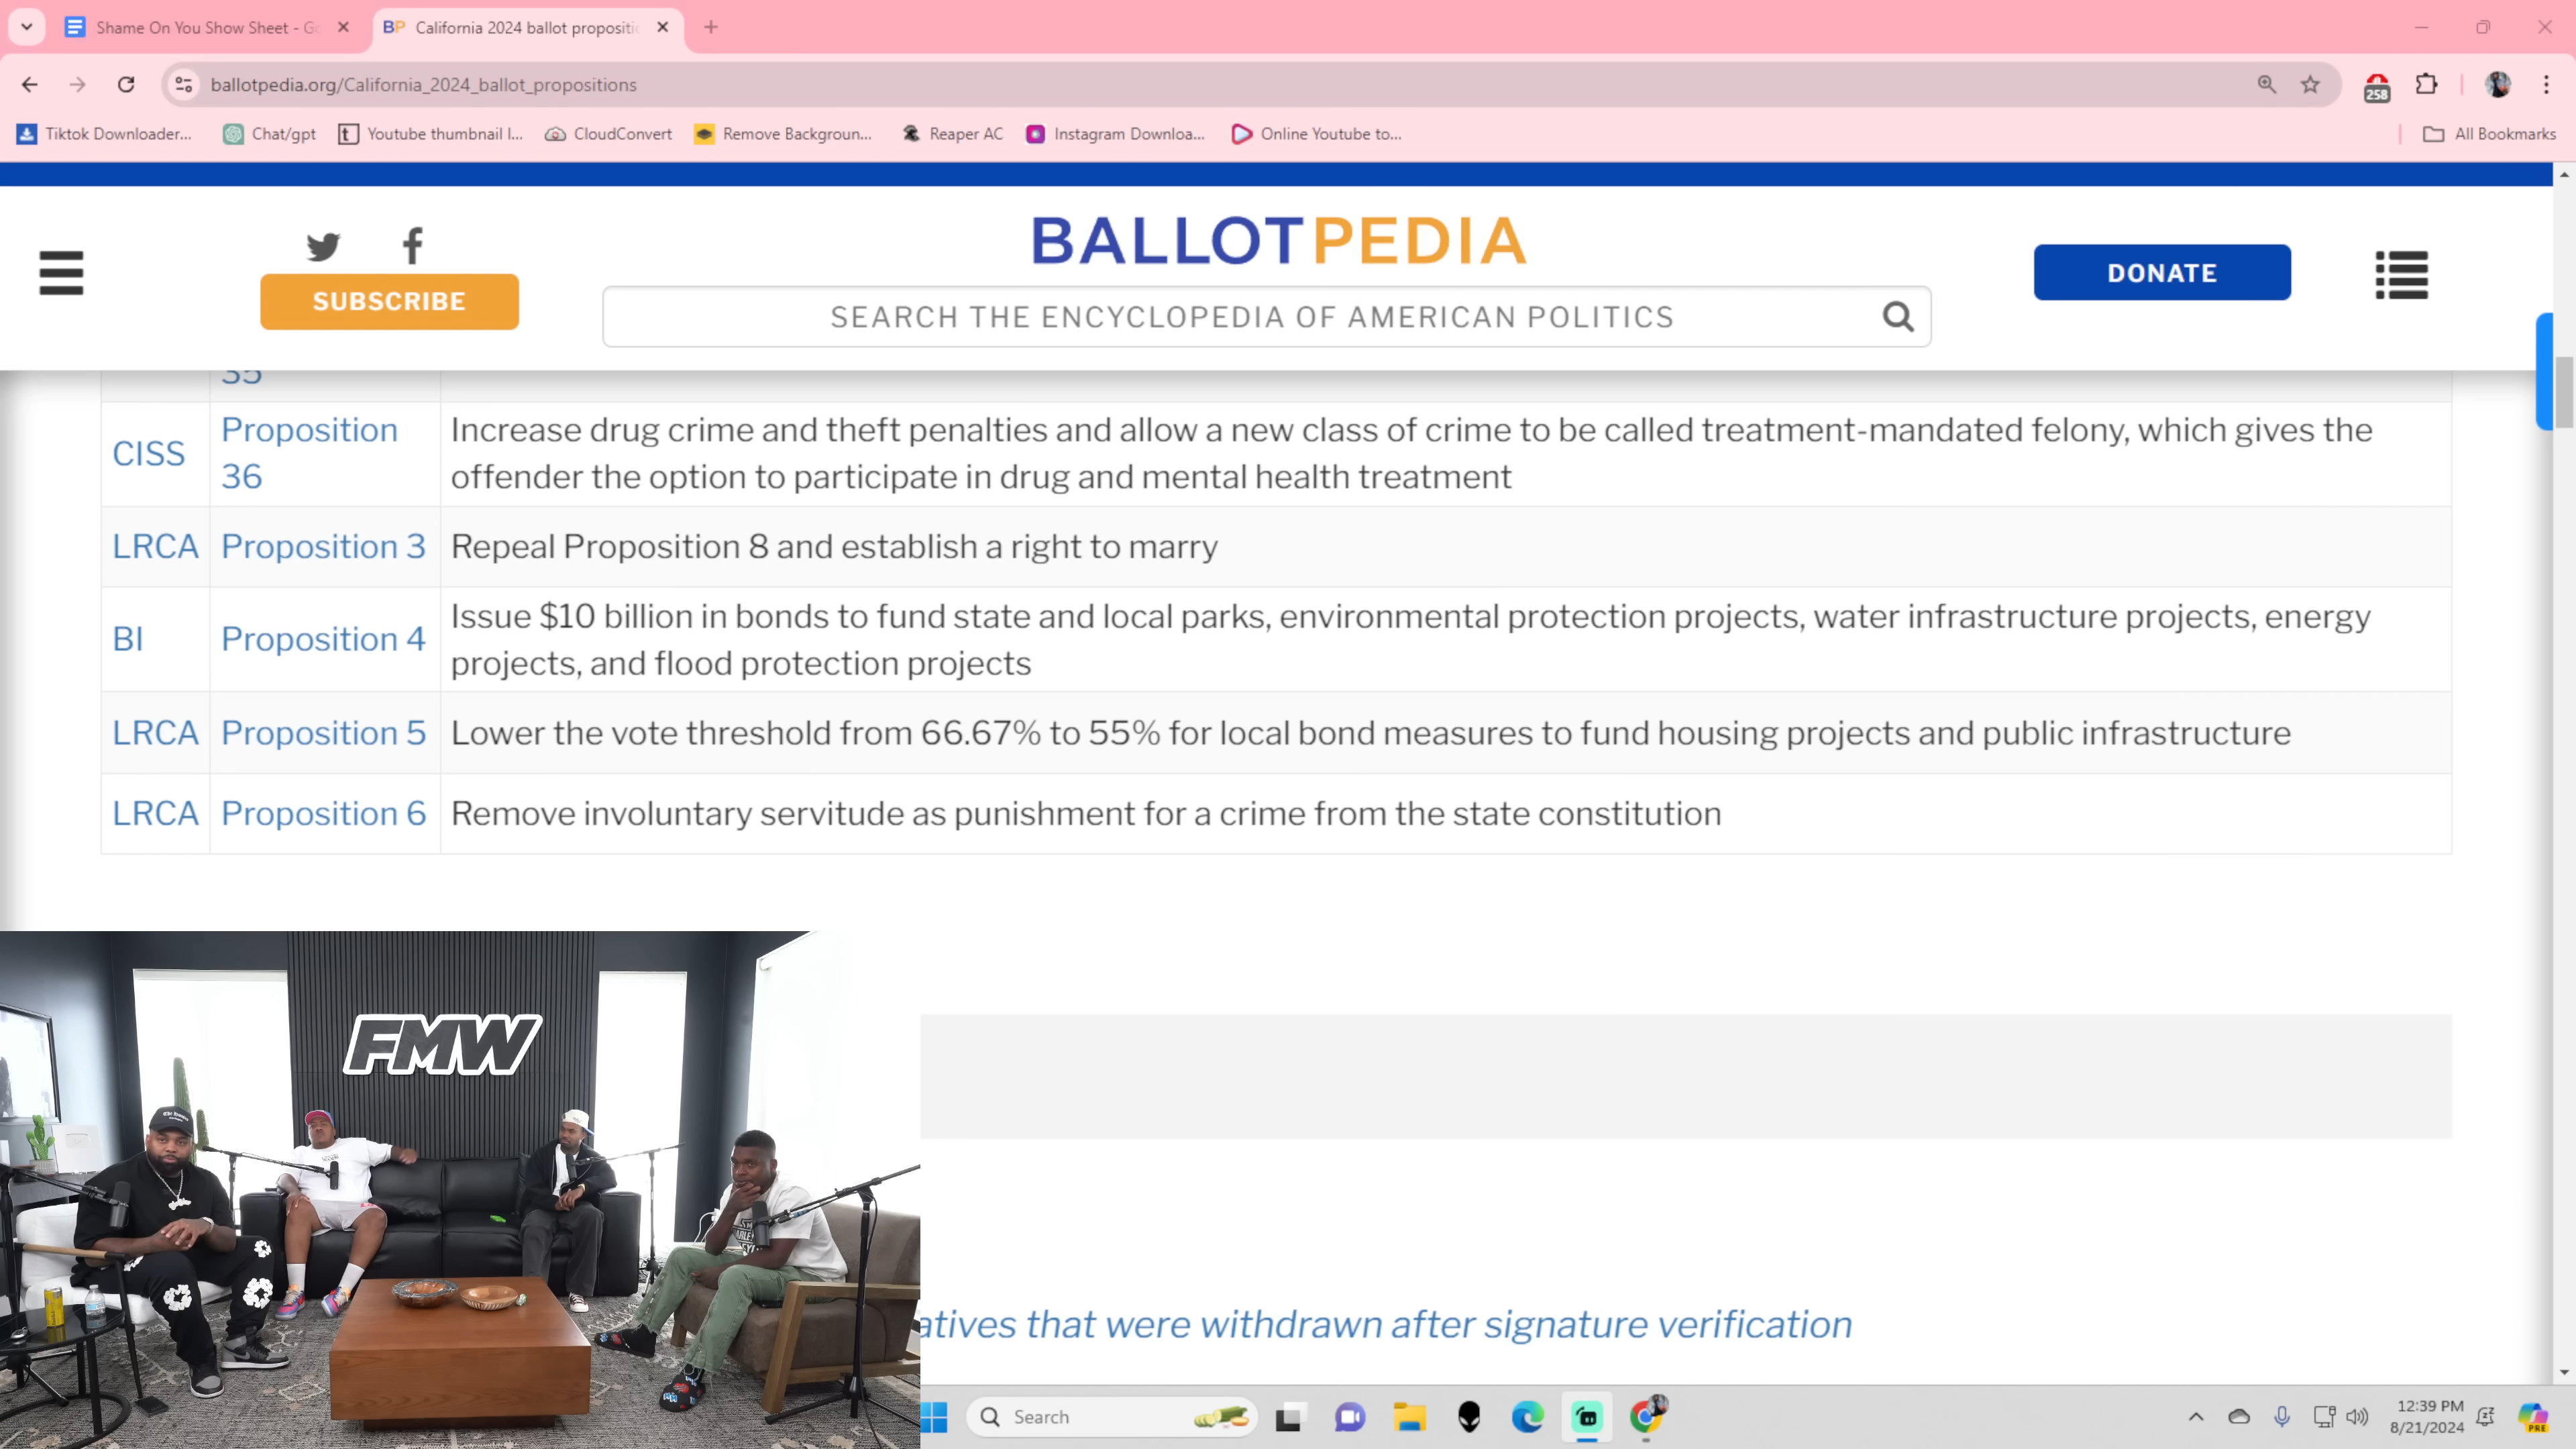 Shame On You Show Sheet - Go
BP California 2024 ballot propositi
ballotpedia.org/California_2024_ballot_propositions
258
Tiktok Downloader...
Chat/gpt
Youtube thumbnail I...
CloudConvert
Remove Backgroun...
Reaper AC
Instagram Downloa...
Online Youtube to...
All Bookmarks
BALLOTPEDIA
SUBSCRIBE
SEARCH THE ENCYCLOPEDIA OF AMERICAN POLITICS
DONATE
35
CISS
Proposition
36
Increase drug crime and theft penalties and allow a new class of crime to be called treatment-mandated felony, which gives the
offender the option to participate in drug and mental health treatment
LRCA Proposition 3 Repeal Proposition 8 and establish a right to marry
BI Proposition 4
Issue $10 billion in bonds to fund state and local parks, environmental protection projects, water infrastructure projects, energy
projects, and flood protection projects
LRCA Proposition 5 Lower the vote threshold from 66.67% to 55% for local bond measures to fund housing projects and public infrastructure
LRCA Proposition 6 Remove involuntary servitude as punishment for a crime from the state constitution
FMW
atives that were withdrawn after signature verification
Search
12:39 PM
8/21/2024
PRE